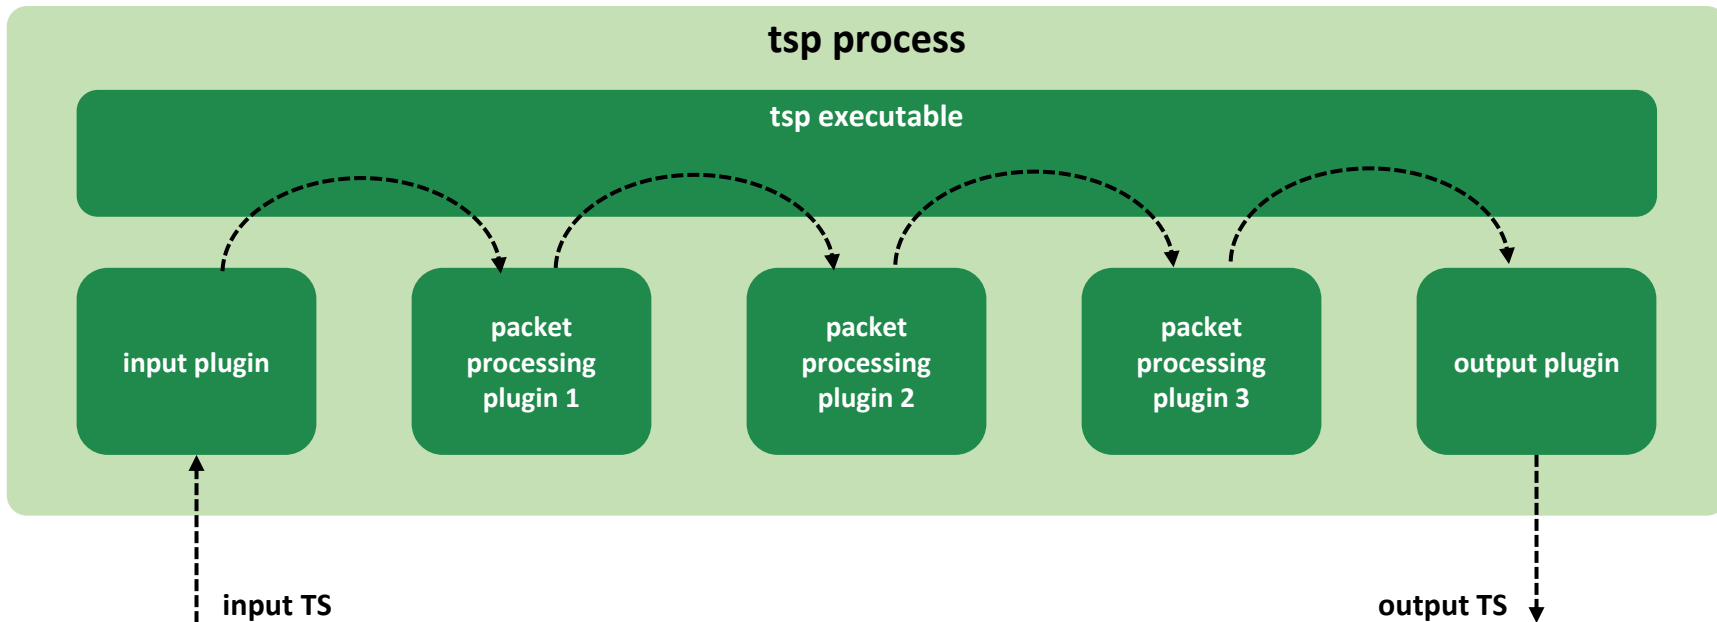 tsp process
tsp executable
input plugin
packet
processing
plugin 1
packet
processing
plugin 2
packet
processing
plugin 3
output plugin
input TS
output TS